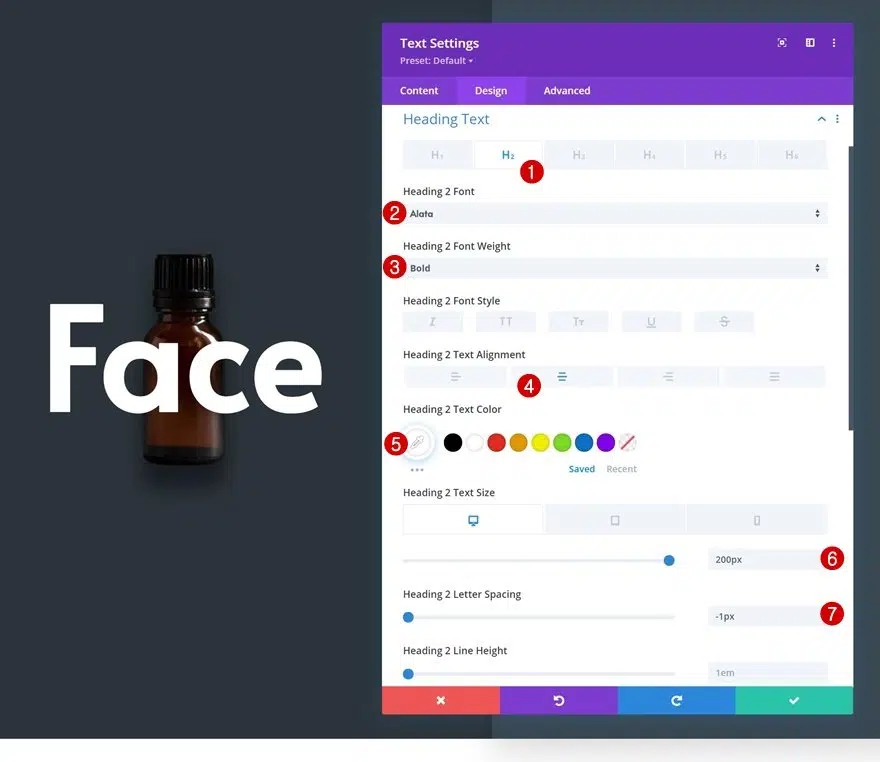 Text Settings
Preset: Default
Content Design Advanced
Heading Text
H1 H2 H3 H4 H5 H6
1
Heading 2 Font
2 Alata
Heading 2 Font Weight
3 Bold
Heading 2 Font Style
I TT Tт U S
Heading 2 Text Alignment
4
Heading 2 Text Color
5
Saved Recent
Heading 2 Text Size
200px 6
Heading 2 Letter Spacing
-1px 7
Heading 2 Line Height
1em
Face